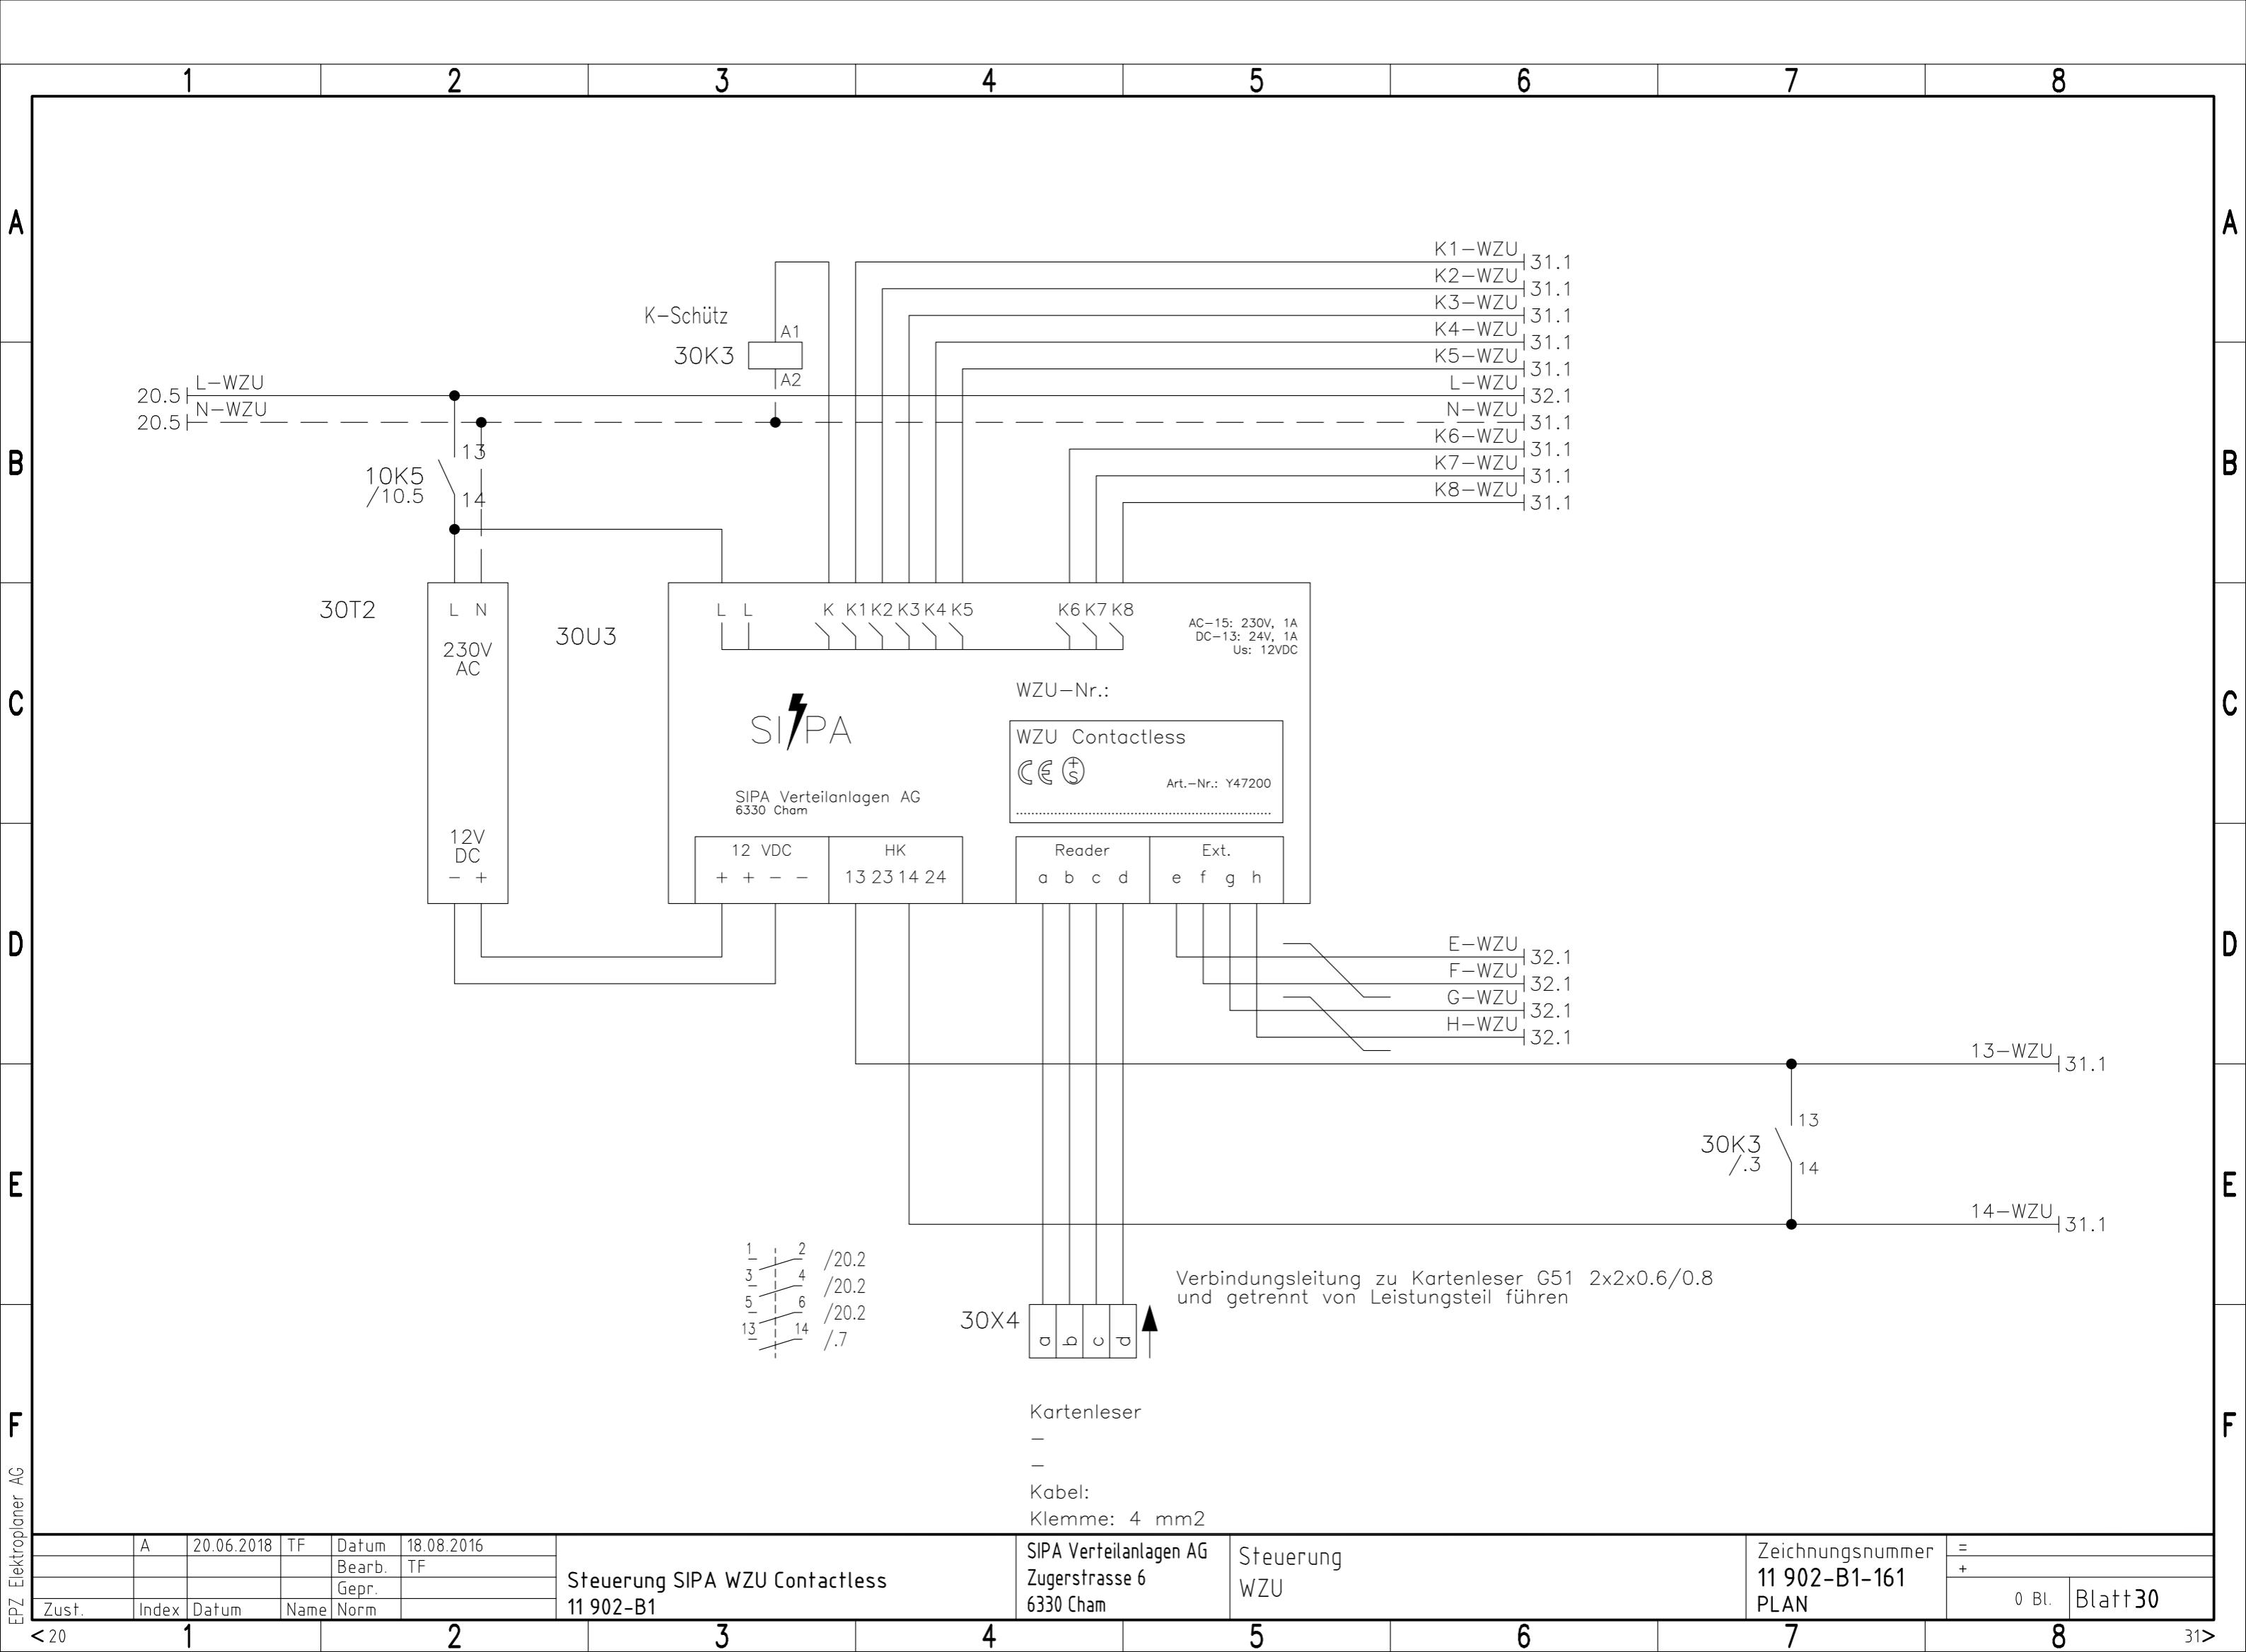 1 2 3 4 5 6 7 8
A A
K1-WZU 31.1
K2-WZU 31.1
K3-WZU 31.1
K-Schütz
K4-WZU 31.1
A1
30K3
K5-WZU 31.1
A2
L-WZU L-WZU
20.5 32.1
N-WZU N-WZU
20.5 31.1
K6-WZU 31.1
13
B B
K7-WZU 31.1
10K5
/10.5
14
K8-WZU 31.1
30T2
L N
230V
AC
12V
DC
- +
30U3
L L K K1 K2 K3 K4 K5 K6 K7 K8
AC-15: 230V, 1A
DC-13: 24V, 1A
Us: 12VDC
WZU-Nr.:
C C
SIPA
WZU Contactless
CE +S
Art.-Nr.: Y47200
SIPA Verteilanlagen AG
6330 Cham
12 VDC HK Reader Ext.
+ + - - 13 23 14 24 a b c d e f g h
D D
E-WZU 32.1
F-WZU 32.1
G-WZU 32.1
H-WZU 32.1
13-WZU 31.1
13
30K3
/.3
14
E E
14-WZU 31.1
1 2 /20.2
3 4 /20.2
5 6 /20.2
13 14 /.7
Verbindungsleitung zu Kartenleser G51 2x2x0.6/0.8
und getrennt von Leistungsteil führen
30X4
a b c d
Kartenleser
-
-
F F
Kabel:
Klemme: 4 mm2
EPZ Elektroplaner AG
A 20.06.2018 TF Datum 18.08.2016
Bearb. TF
Gepr.
Zust. Index Datum Name Norm
Steuerung SIPA WZU Contactless
11 902-B1
SIPA Verteilanlagen AG
Zugerstrasse 6
6330 Cham
Steuerung
WZU
Zeichnungsnummer
11 902-B1-161
PLAN
=
+
0 Bl. Blatt 30
<20 1 2 3 4 5 6 7 8 31>